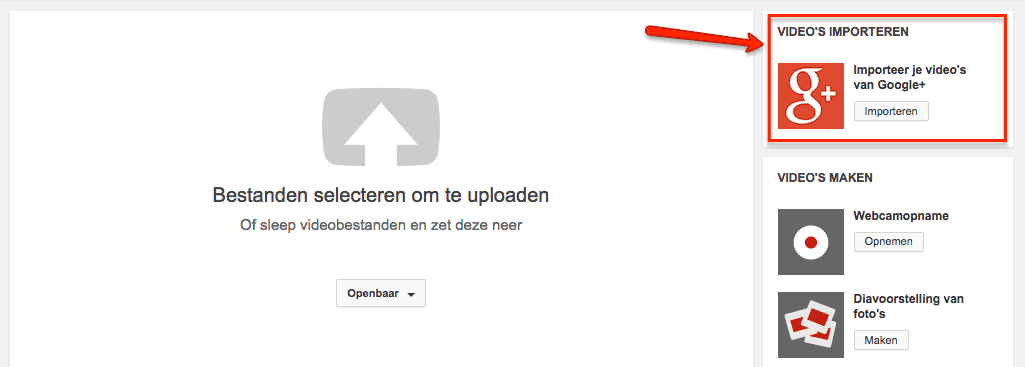 Bestanden selecteren om te uploaden
Of sleep videobestanden en zet deze neer
Openbaar
VIDEO'S IMPORTEREN
g+
Importeer je video's
van Google+
Importeren
VIDEO'S MAKEN
Webcamopname
Opnemen
Diavoorstelling van
foto's
Maken